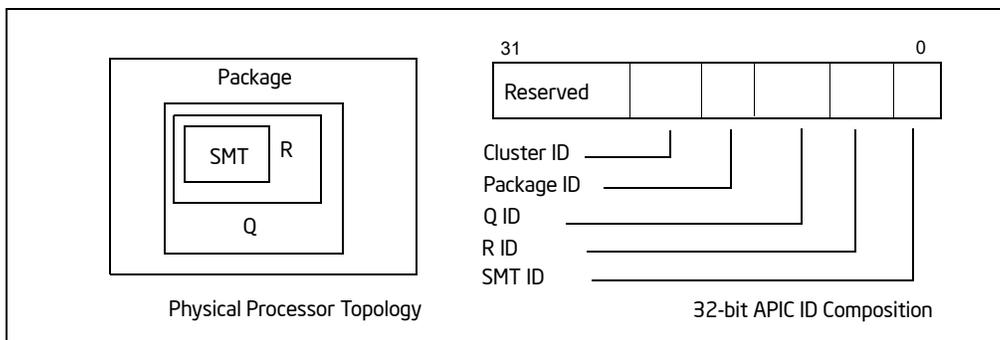 Package
SMT
R
Q
Physical Processor Topology
31
0
Reserved
Cluster ID
Package ID
Q ID
R ID
SMT ID
32-bit APIC ID Composition